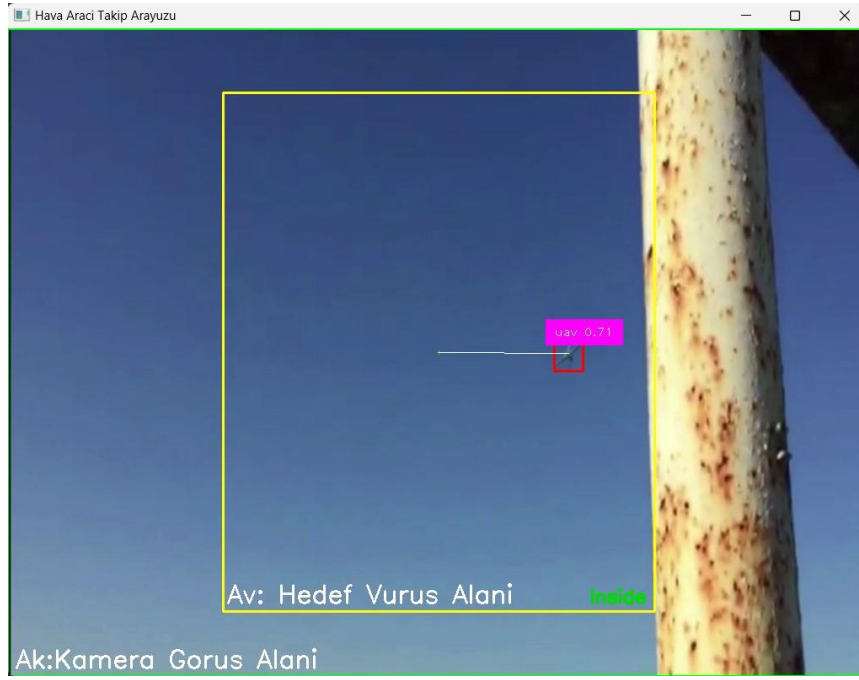 Hava Araci Takip Arayuzu
uav 0.71
Av: Hedef Vurus Alani
Inside
Ak:Kamera Gorus Alani